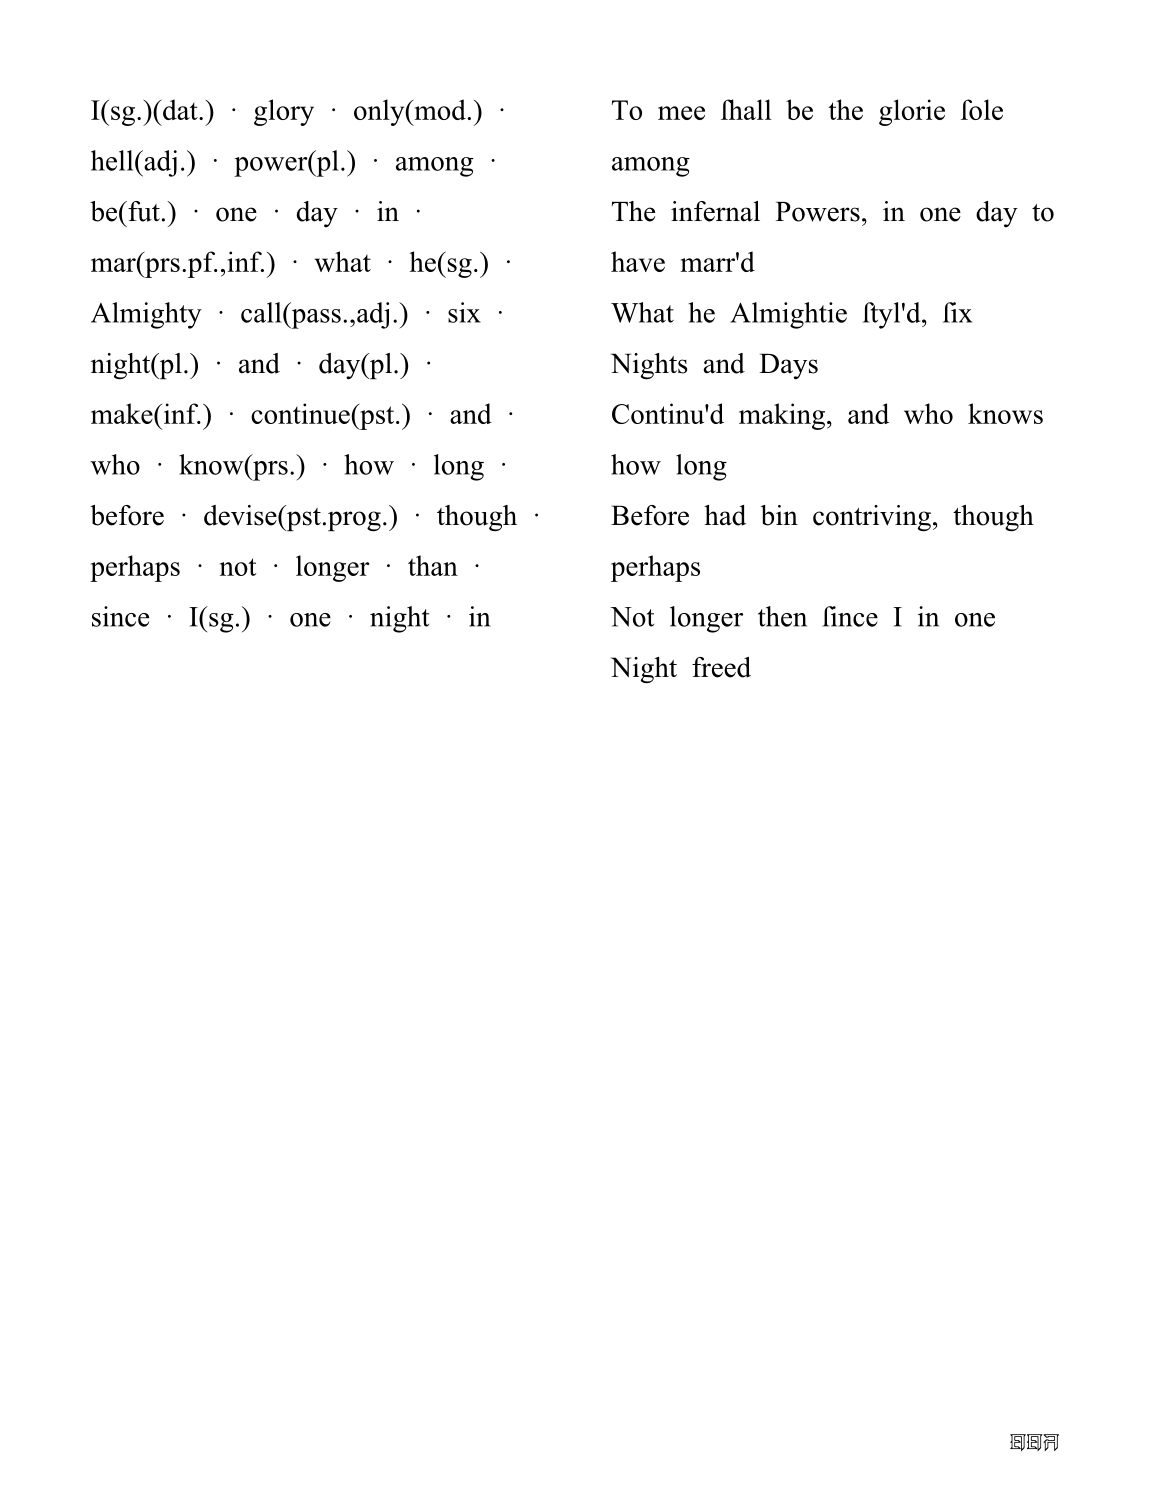 I(sg.)(dat.) · glory · only(mod.) ·
hell(adj.) · power(pl.) · among ·
be(fut.) · one · day · in ·
mar(prs.pf.,inf.) · what · he(sg.) ·
Almighty · call(pass.,adj.) · six ·
night(pl.) · and · day(pl.) ·
make(inf.) · continue(pst.) · and ·
who · know(prs.) · how · long ·
before · devise(pst.prog.) · though ·
perhaps · not · longer · than ·
since · I(sg.) · one · night · in
To mee ſhall be the glorie ſole
among
The infernal Powers, in one day to
have marr'd
What he Almightie ſtyl'd, ſix
Nights and Days
Continu'd making, and who knows
how long
Before had bin contriving, though
perhaps
Not longer then ſince I in one
Night freed